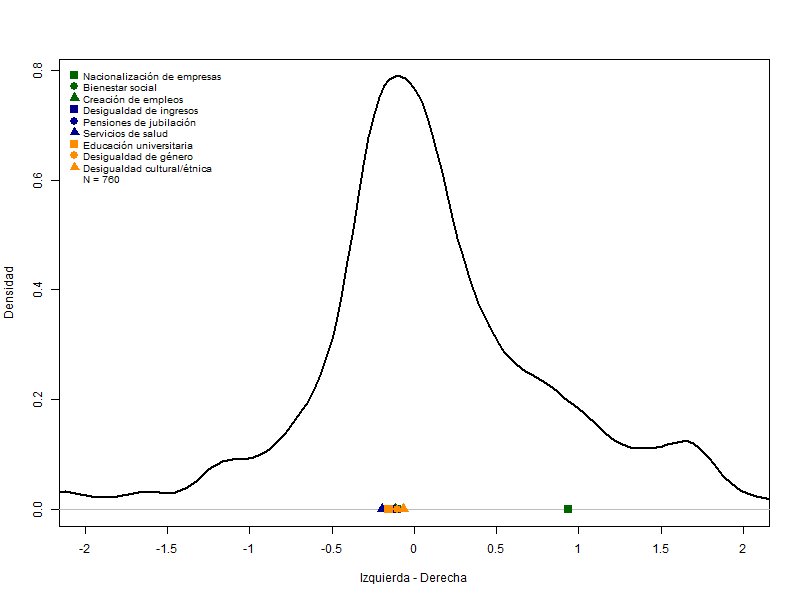 Nacionalización de empresas
Bienestar social
Creación de empleos
Desigualdad de ingresos
Pensiones de jubilación
Servicios de salud
Educación universitaria
Desigualdad de género
Desigualdad cultural/étnica
N = 760
Densidad
0.8
0.6
0.4
0.2
0.0
-2 -1.5 -1 -0.5 0 0.5 1 1.5 2
Izquierda - Derecha